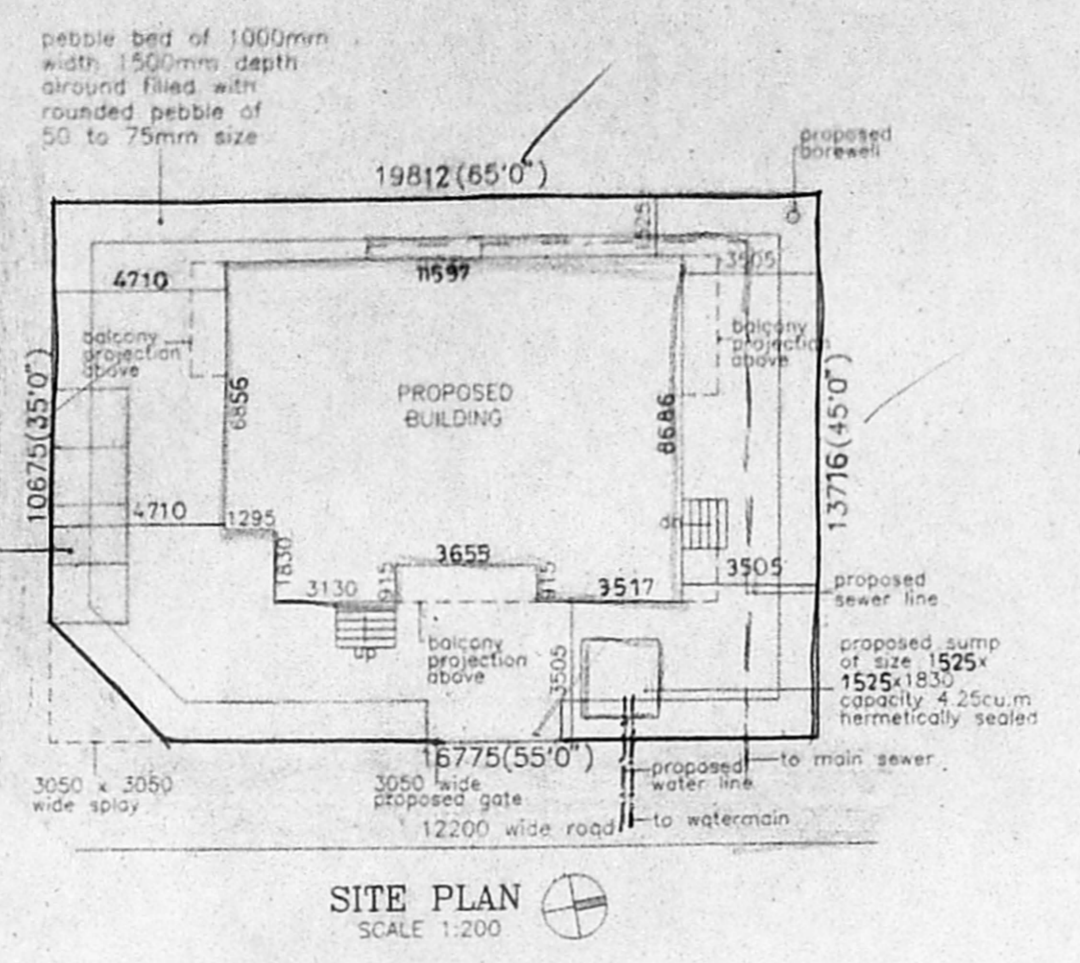 pebble bed of 1000mm
width 1500mm depth
alround filled with
rounded pebble of
50 to 75mm size
19812(65'0")
proposed
borewell
1525
4710
11597
3505
balcony
projection
above
balcony
projection
above
10675(35'0")
6856
PROPOSED
BUILDING
8686
13716(45'0")
4710
1295
1830
3130
915
3655
915
3517
dn
3505
proposed
sewer line
up
balcony
projection
above
3505
proposed sump
of size 1525x
1525x1830
capacity 4.25cu.m
hermetically sealed
16775(55'0")
3050 x 3050
wide splay
3050 wide
proposed gate
proposed
water line
to main sewer
12200 wide road
to watermain
SITE PLAN
SCALE 1:200